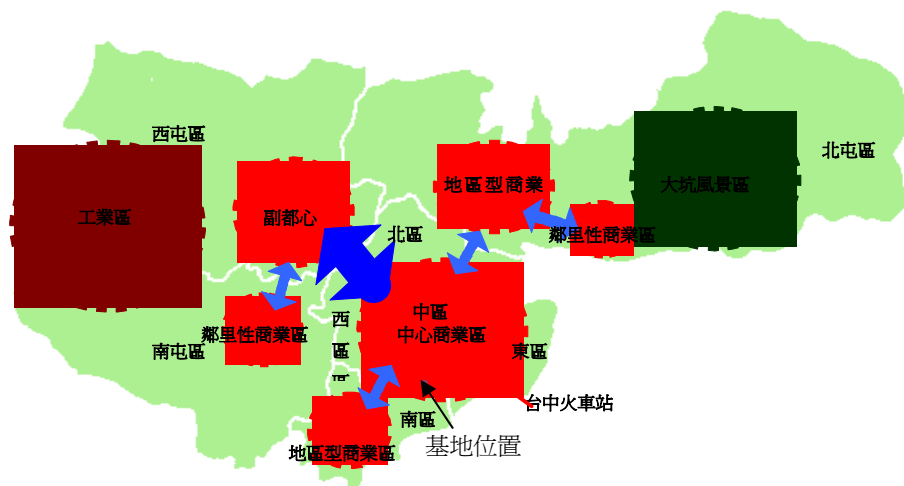 西屯區
北屯區
地區型商業
大坑風景區
工業區
副都心
北區
鄰里性商業區
中區
西
中心商業區
鄰里性商業區
南屯區
區
東區
區
台中火車站
南區
基地位置
地區型商業區